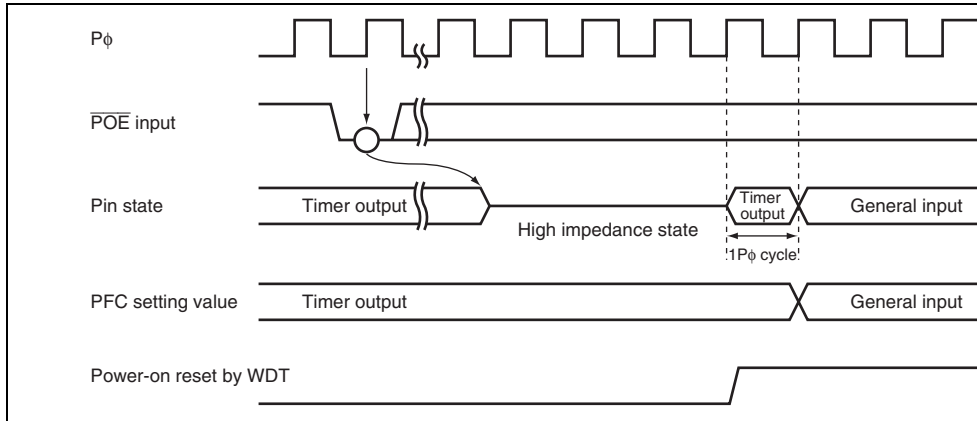 Pϕ
POE input
Pin state
Timer output
High impedance state
Timer
output
General input
1Pϕ cycle
PFC setting value
Timer output
General input
Power-on reset by WDT